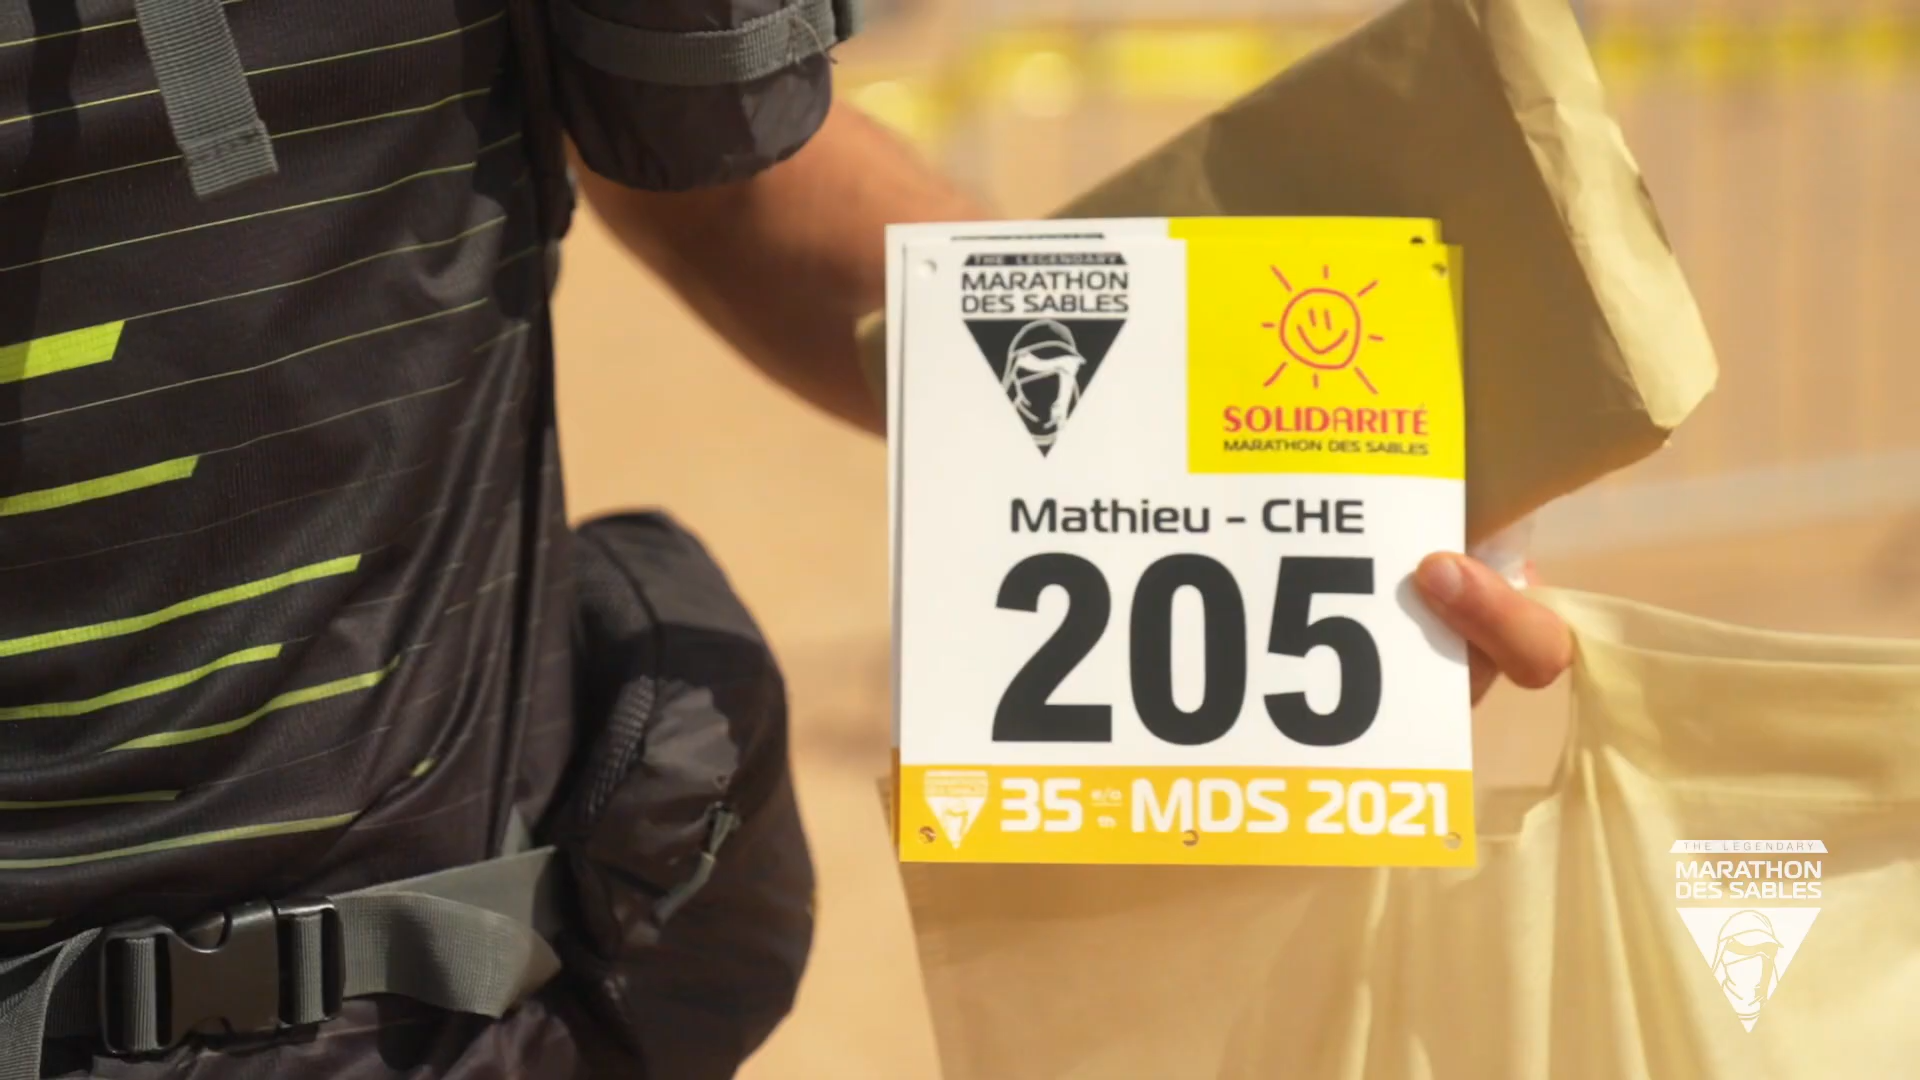 THE LEGENDARY
MARATHON
DES SABLES
SOLIDARITÉ
MARATHON DES SABLES
Mathieu - CHE
205
35 MDS 2021
THE LEGENDARY
MARATHON
DES SABLES